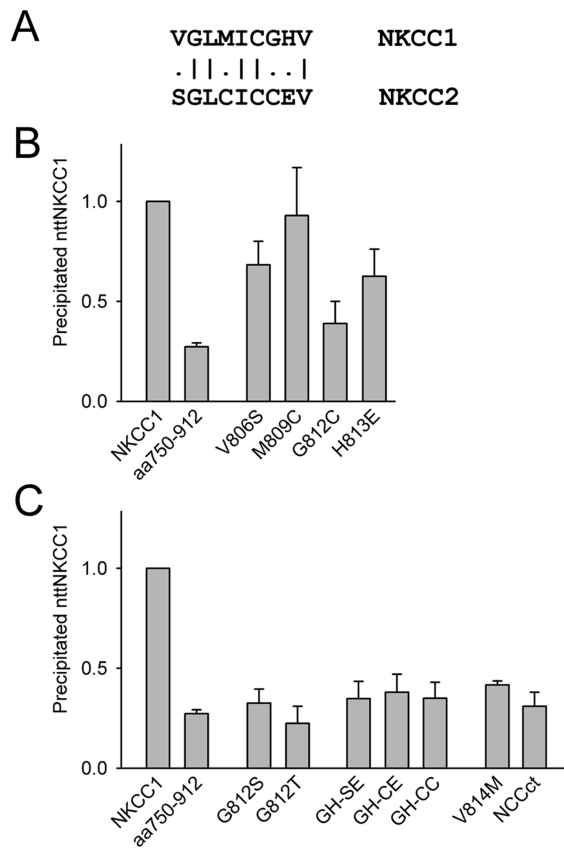 A
VGLMICGHV NKCC1
.||.||..|
SGLCICCEV NKCC2
B
Precipitated nttNKCC1
1.0
0.5
0.0
NKCC1 aa750-912 V806S M809C G812C H813E
C
Precipitated nttNKCC1
1.0
0.5
0.0
NKCC1 aa750-912 G812S G812T GH-SE GH-CE GH-CC V814M NCCct